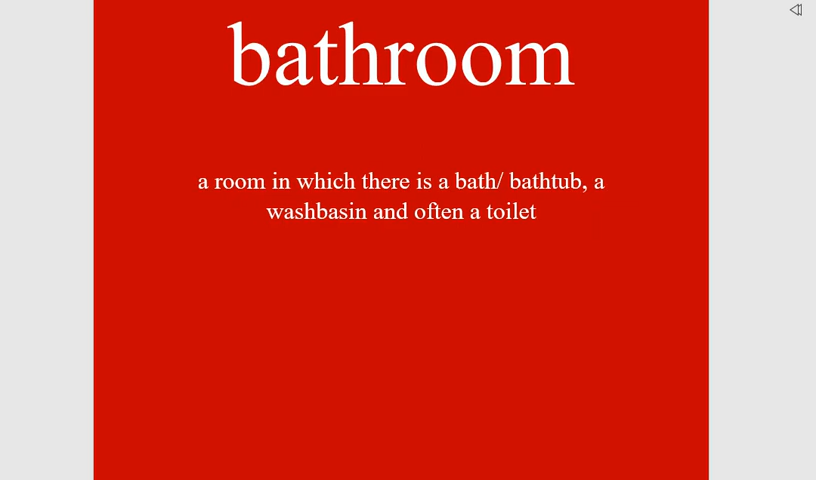 bathroom
a room in which there is a bath/ bathtub, a
washbasin and often a toilet